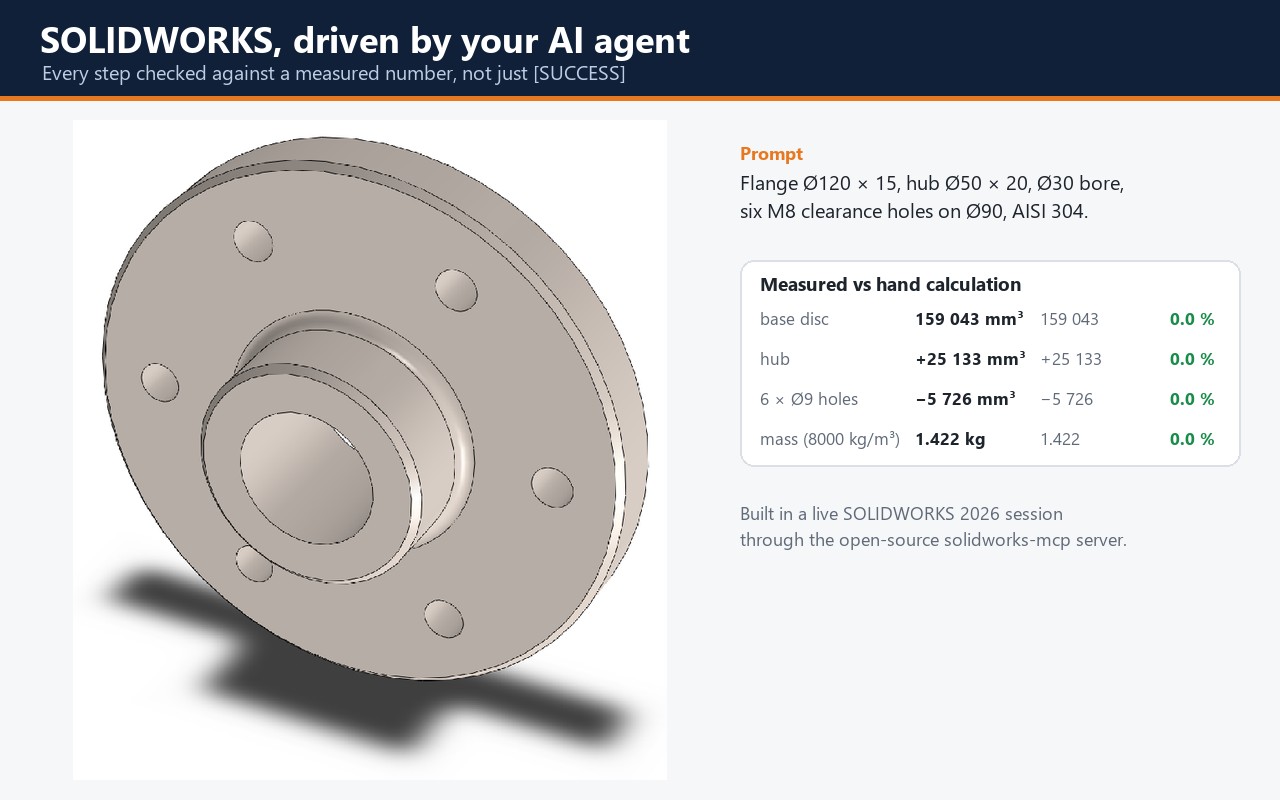 SOLIDWORKS, driven by your AI agent
Every step checked against a measured number, not just [SUCCESS]
Prompt
Flange Ø120 × 15, hub Ø50 × 20, Ø30 bore,
six M8 clearance holes on Ø90, AISI 304.
Measured vs hand calculation
base disc 159 043 mm³ 159 043 0.0 %
hub +25 133 mm³ +25 133 0.0 %
6 × Ø9 holes −5 726 mm³ −5 726 0.0 %
mass (8000 kg/m³) 1.422 kg 1.422 0.0 %
Built in a live SOLIDWORKS 2026 session
through the open-source solidworks-mcp server.